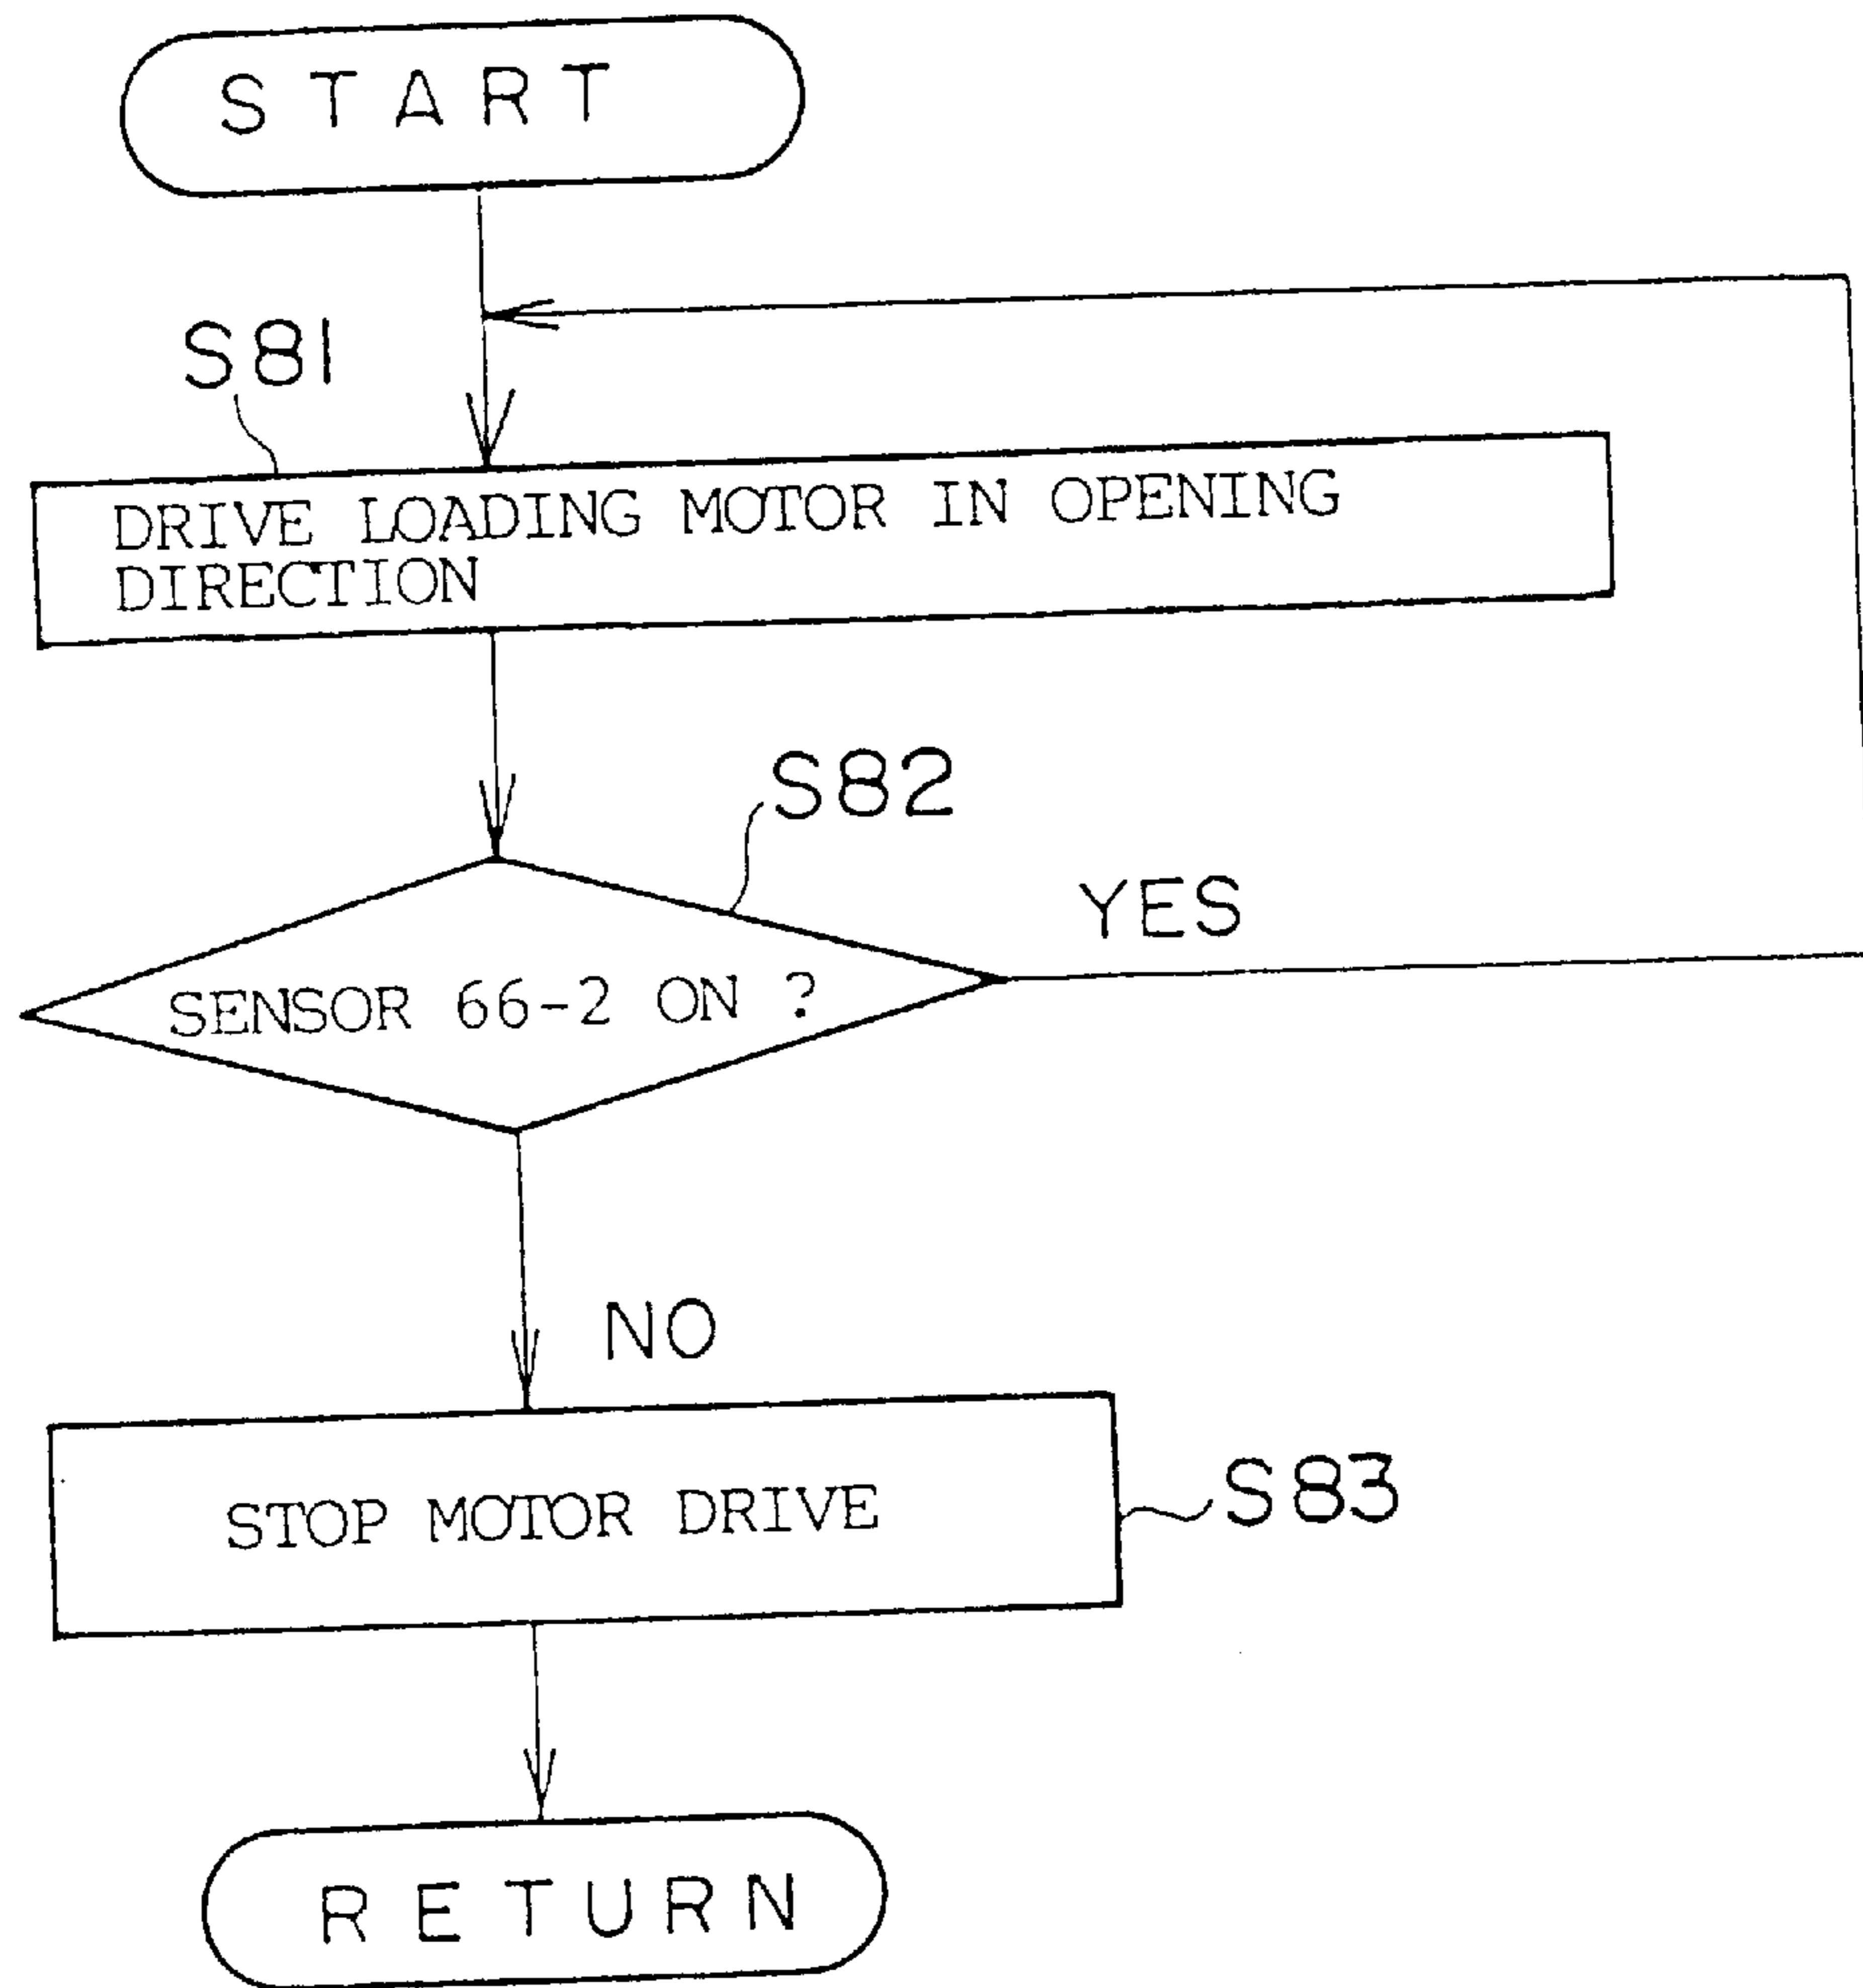 START
S81
DRIVE LOADING MOTOR IN OPENING
DIRECTION
S82
YES
SENSOR 66-2 ON ?
NO
STOP MOTOR DRIVE
S83
RETURN